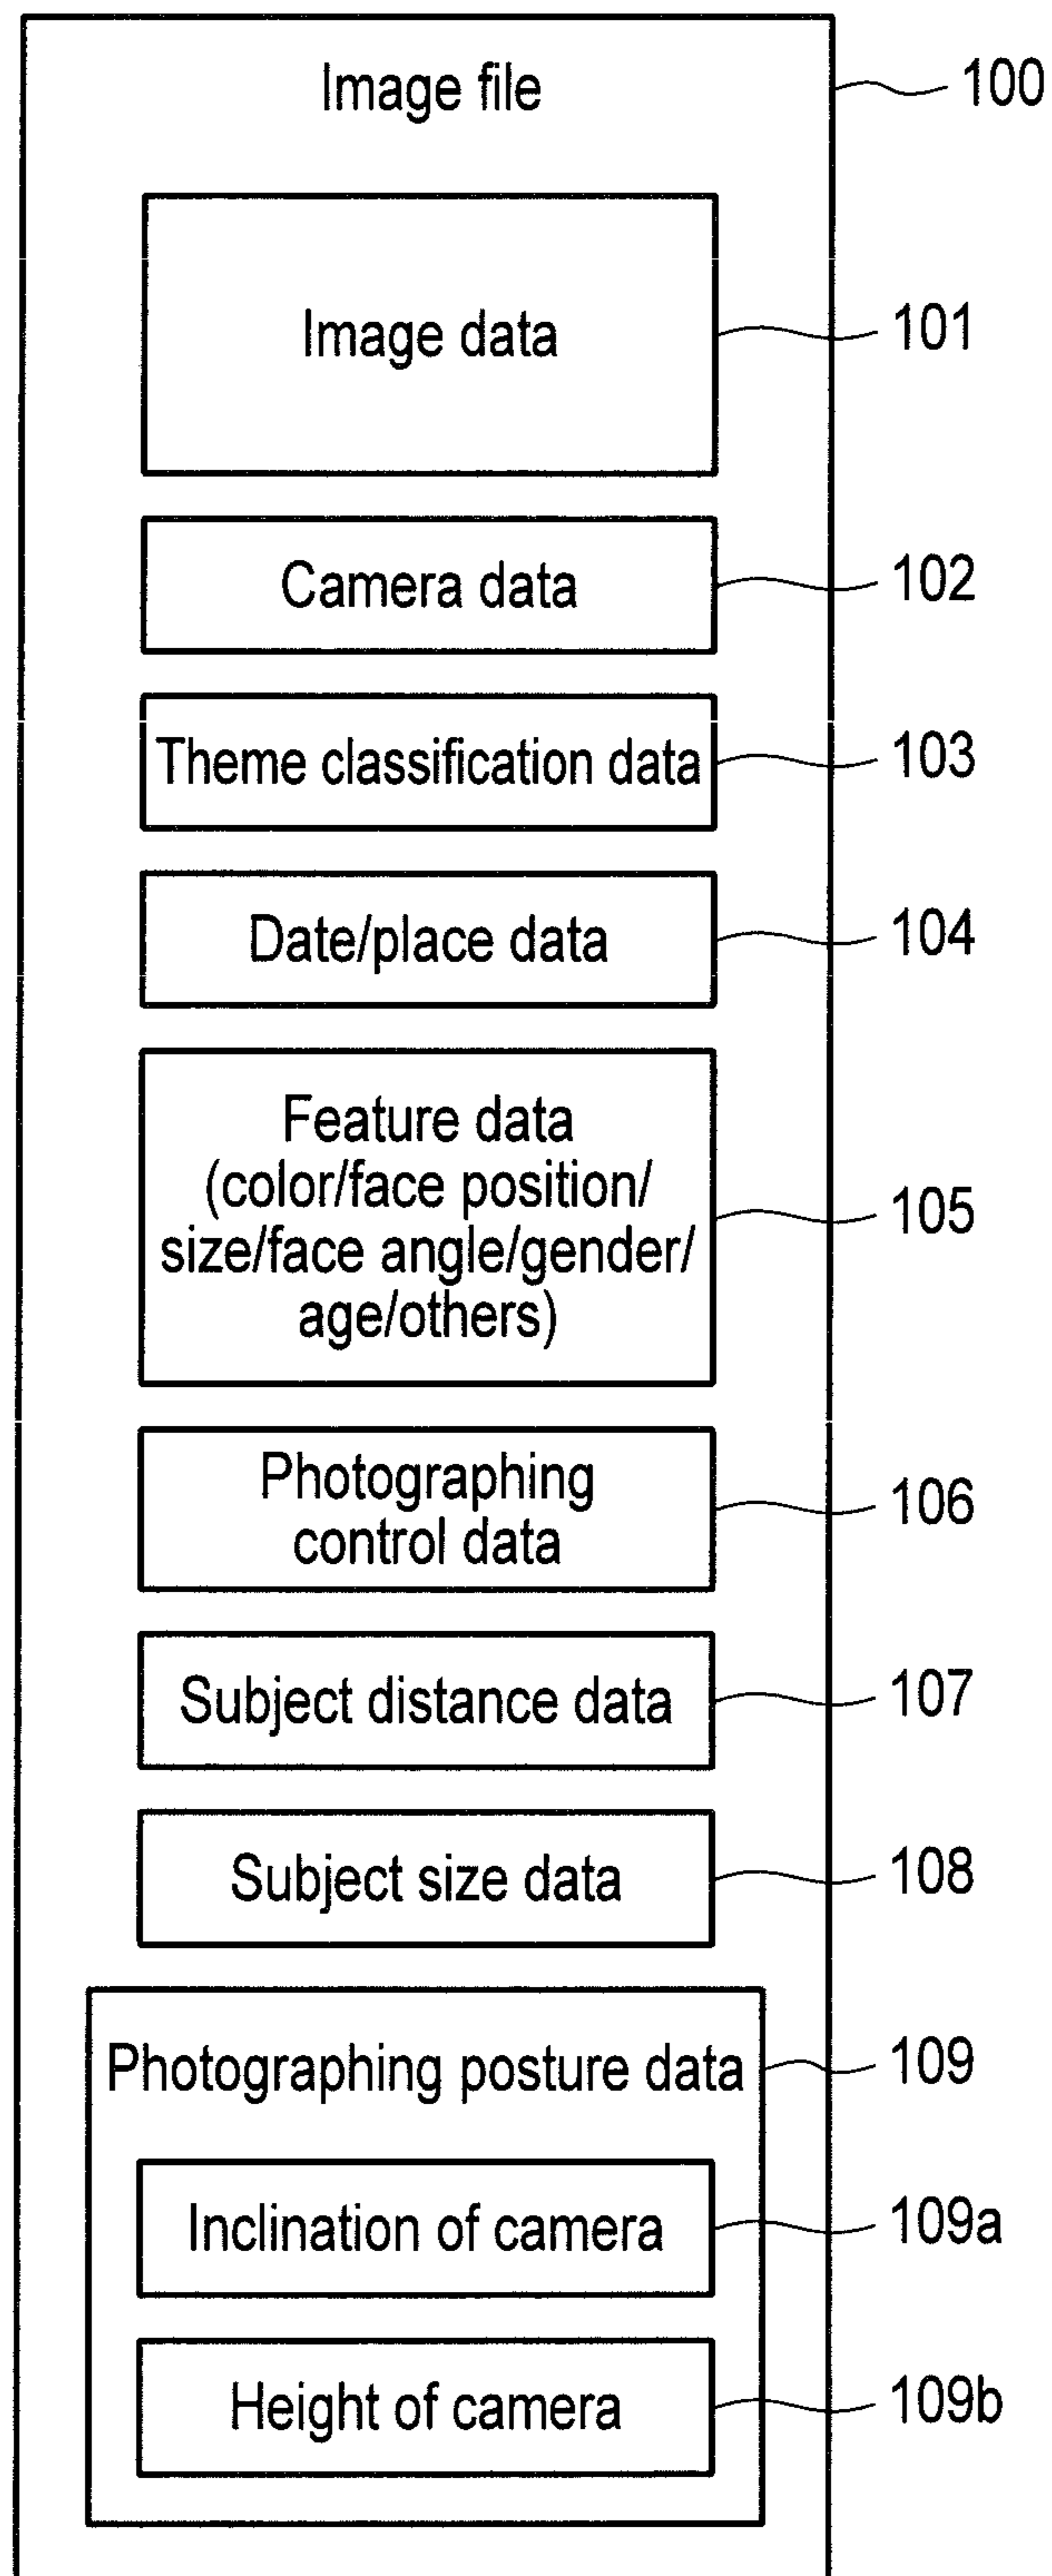 Image file
100
Image data
101
Camera data
102
Theme classification data
103
Date/place data
104
Feature data
(color/face position/
size/face angle/gender/
age/others)
105
Photographing
control data
106
Subject distance data
107
Subject size data
108
Photographing posture data
109
Inclination of camera
109a
Height of camera
109b